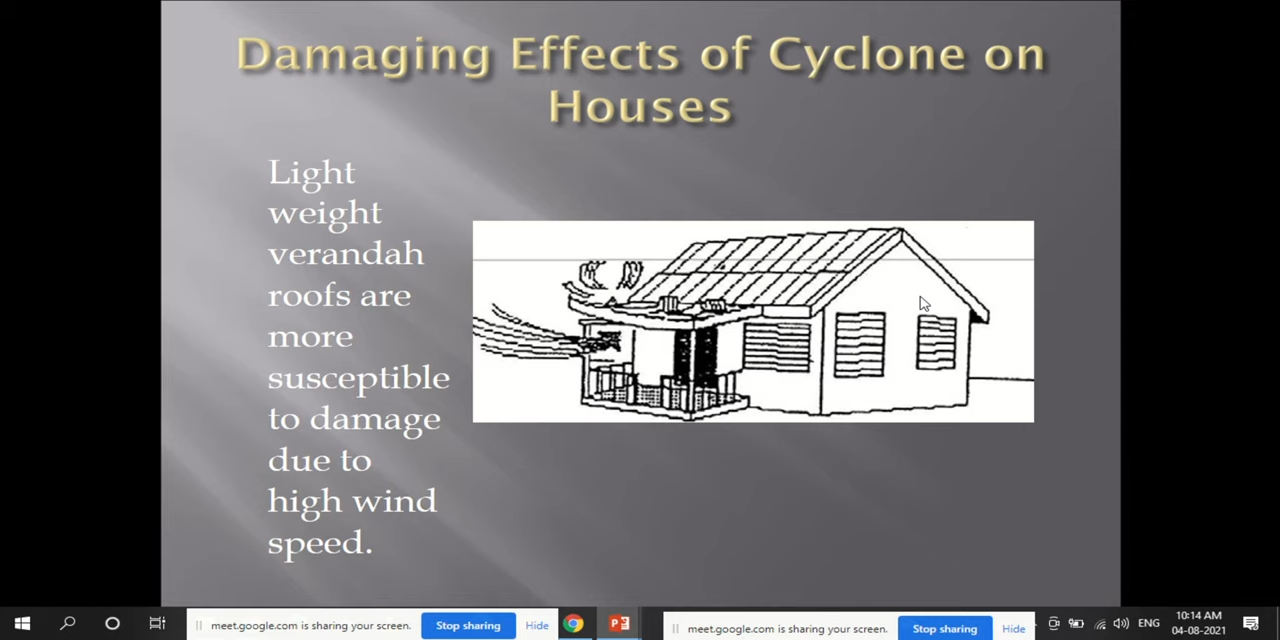 Damaging Effects of Cyclone on
Houses
Light
weight
verandah
roofs are
more
susceptible
to damage
due to
high wind
speed.
meet.google.com is sharing your screen.
Stop sharing
Hide
meet.google.com is sharing your screen.
Stop sharing
Hide
ENG
10:14 AM
04-08-2021